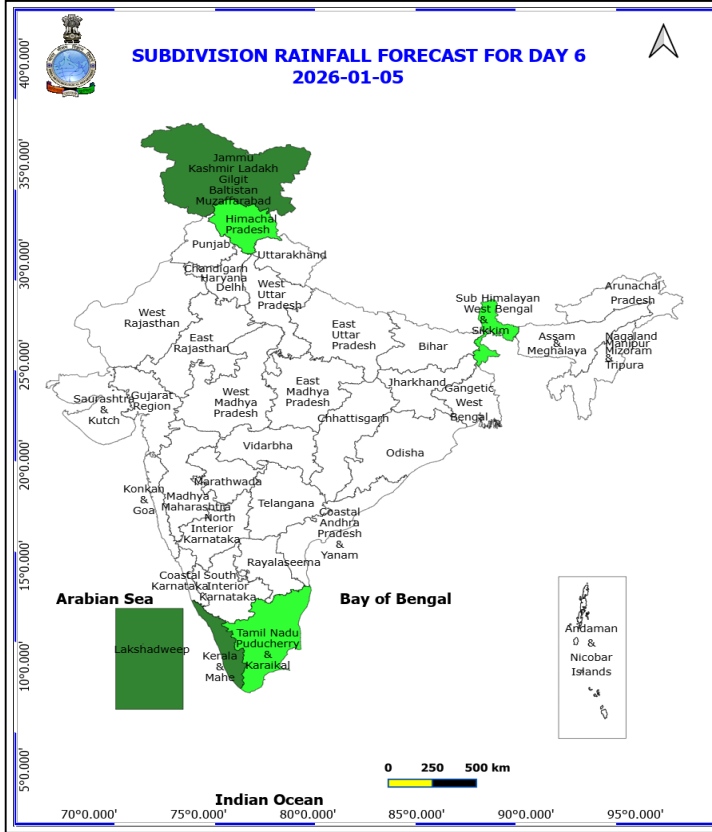 SUBDIVISION RAINFALL FORECAST FOR DAY 6
2026-01-05
40°0.000'
35°0.000'
30°0.000'
25°0.000'
20°0.000'
15°0.000'
10°0.000'
5°0.000'
Jammu
Kashmir Ladakh
Gilgit
Baltistan
Muzaffarabad
Himachal
Pradesh
Punjab
Uttarakhand
Chandigarh
Haryana
Delhi
West
Uttar
Pradesh
West
Rajasthan
East
Rajasthan
East
Uttar
Pradesh
Bihar
Sub Himalayan
West Bengal
&
Sikkim
Arunachal
Pradesh
Assam
&
Meghalaya
Nagaland
Manipur
Mizoram
&
Tripura
Saurashtra
&
Kutch
Gujarat
Region
West
Madhya
Pradesh
East
Madhya
Pradesh
Jharkhand
Gangetic
West
Bengal
Chhattisgarh
Odisha
Vidarbha
Konkan
&
Goa
Madhya
Maharashtra
Marathwada
Telangana
North
Interior
Karnataka
Coastal
Andhra
Pradesh
&
Yanam
Rayalaseema
Coastal
Karnataka
South
Interior
Karnataka
Arabian Sea
Bay of Bengal
Lakshadweep
Kerala
&
Mahe
Tamil Nadu
Puducherry
&
Karaikal
Andaman
&
Nicobar
Islands
0 250 500 km
Indian Ocean
70°0.000' 75°0.000' 80°0.000' 85°0.000' 90°0.000' 95°0.000'